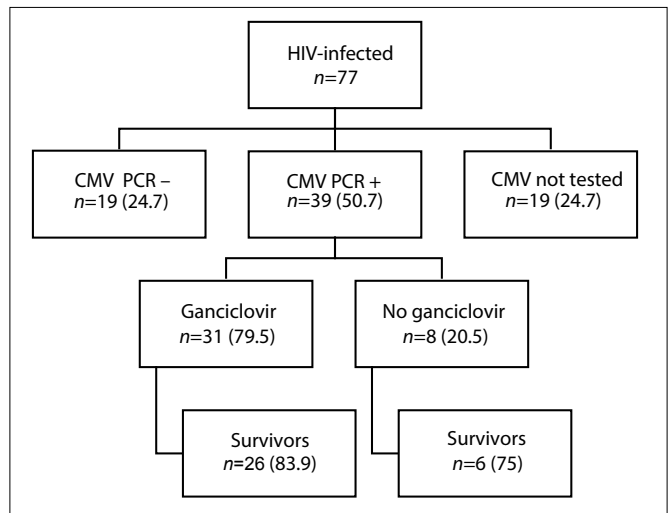 HIV-infected
n=77
CMV PCR –
n=19 (24.7)
CMV PCR +
n=39 (50.7)
CMV not tested
n=19 (24.7)
Ganciclovir
n=31 (79.5)
No ganciclovir
n=8 (20.5)
Survivors
n=26 (83.9)
Survivors
n=6 (75)